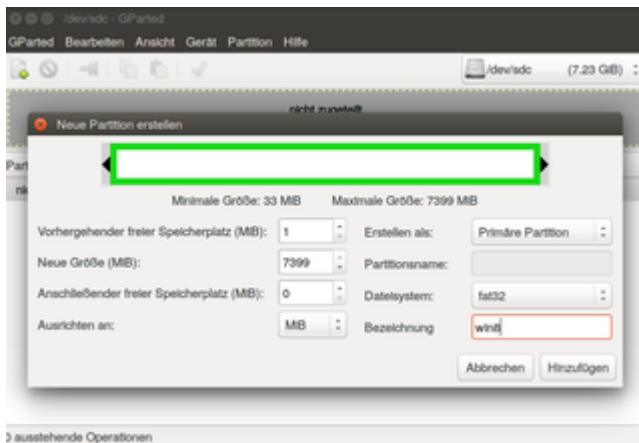 /dev/sdc - GParted
GParted Bearbeiten Ansicht Gerät Partition Hilfe
/dev/sdc (7.23 GiB)
nicht zugeteilt
Neue Partition erstellen
Minimale Größe: 33 MiB Maximale Größe: 7399 MiB
Vorhergehender freier Speicherplatz (MiB): 1 Erstellen als: Primäre Partition
Neue Größe (MiB): 7399 Partitionsname:
Anschließender freier Speicherplatz (MiB): 0 Dateisystem: fat32
Ausrichten an: MiB Bezeichnung win8
Abbrechen Hinzufügen
0 ausstehende Operationen